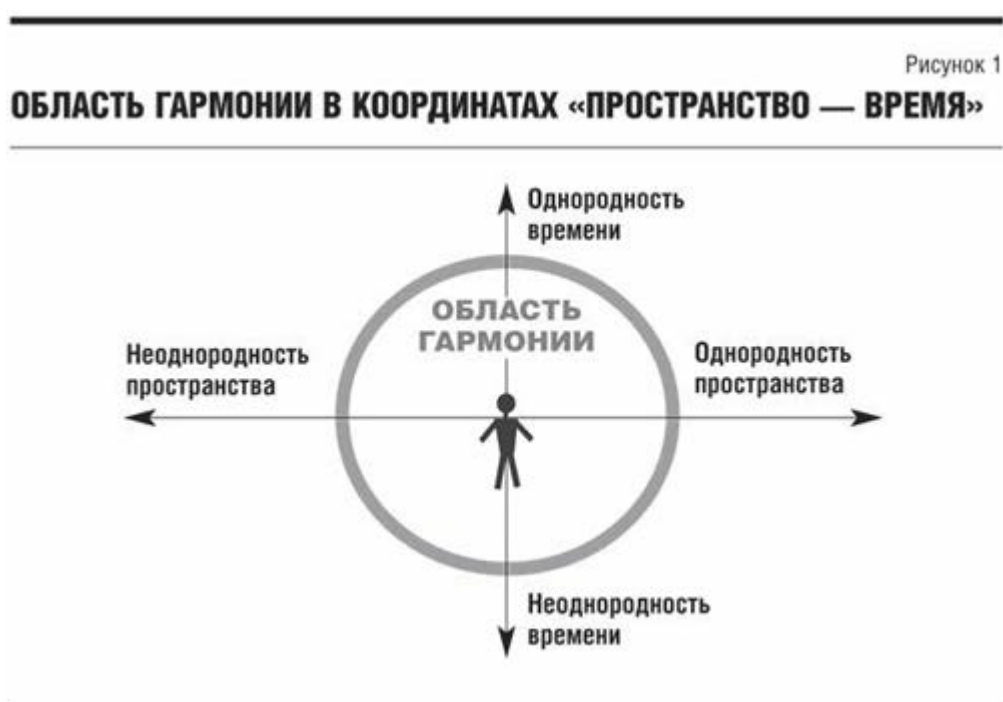 Рисунок 1
ОБЛАСТЬ ГАРМОНИИ В КООРДИНАТАХ «ПРОСТРАНСТВО — ВРЕМЯ»
Однородность
времени
ОБЛАСТЬ
ГАРМОНИИ
Неоднородность
пространства
Однородность
пространства
Неоднородность
времени